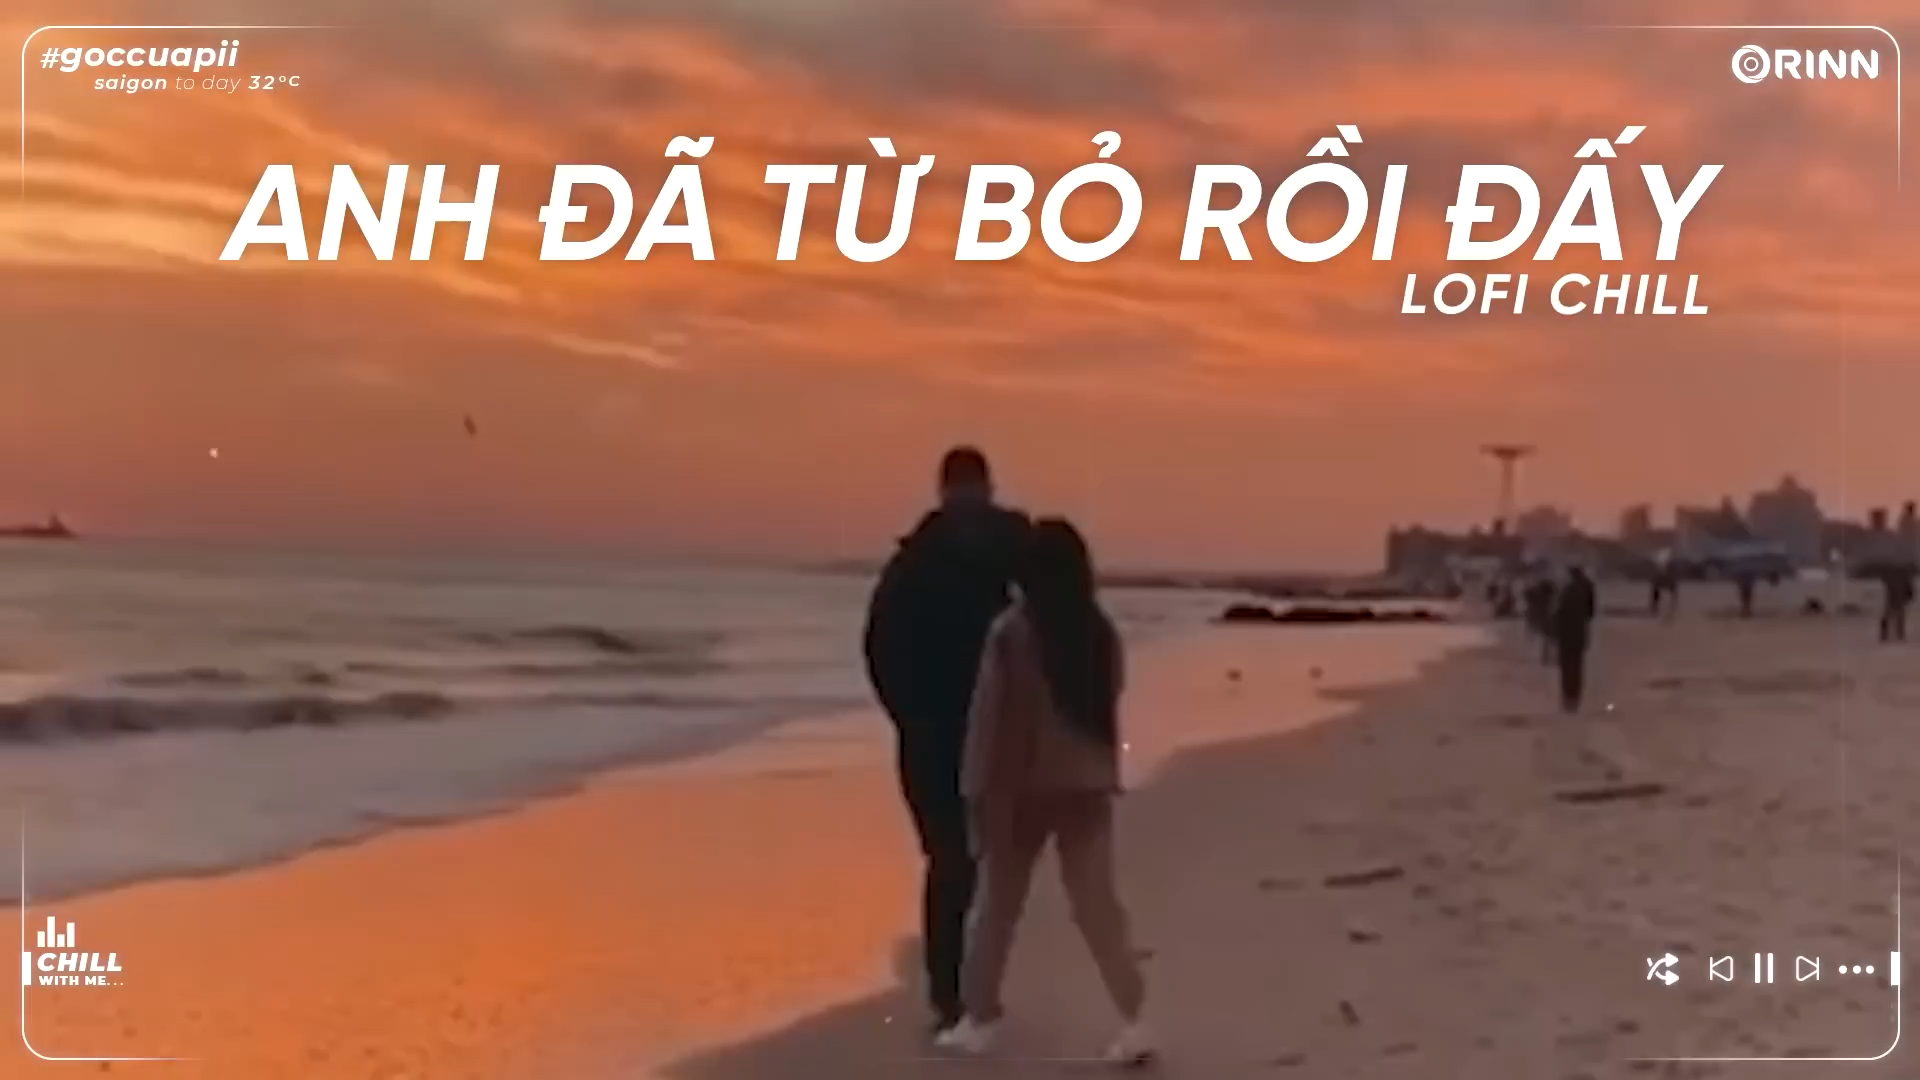 #goccuapii
saigon to day 32°C
ORINN
ANH ĐÃ TỪ BỎ RỒI ĐẤY
LOFI CHILL
CHILL
WITH ME...